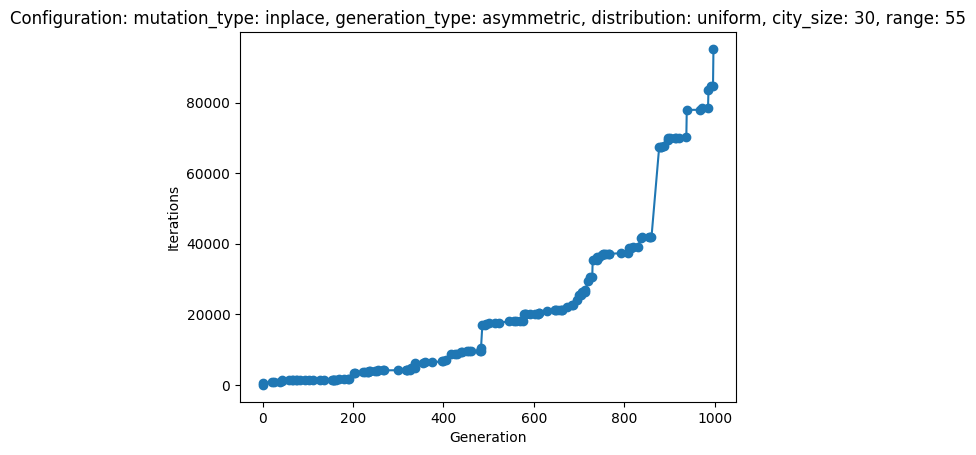 Configuration: mutation_type: inplace, generation_type: asymmetric, distribution: uniform, city_size: 30, range: 55
80000
60000
40000
20000
0
Iterations
0 200 400 600 800 1000
Generation